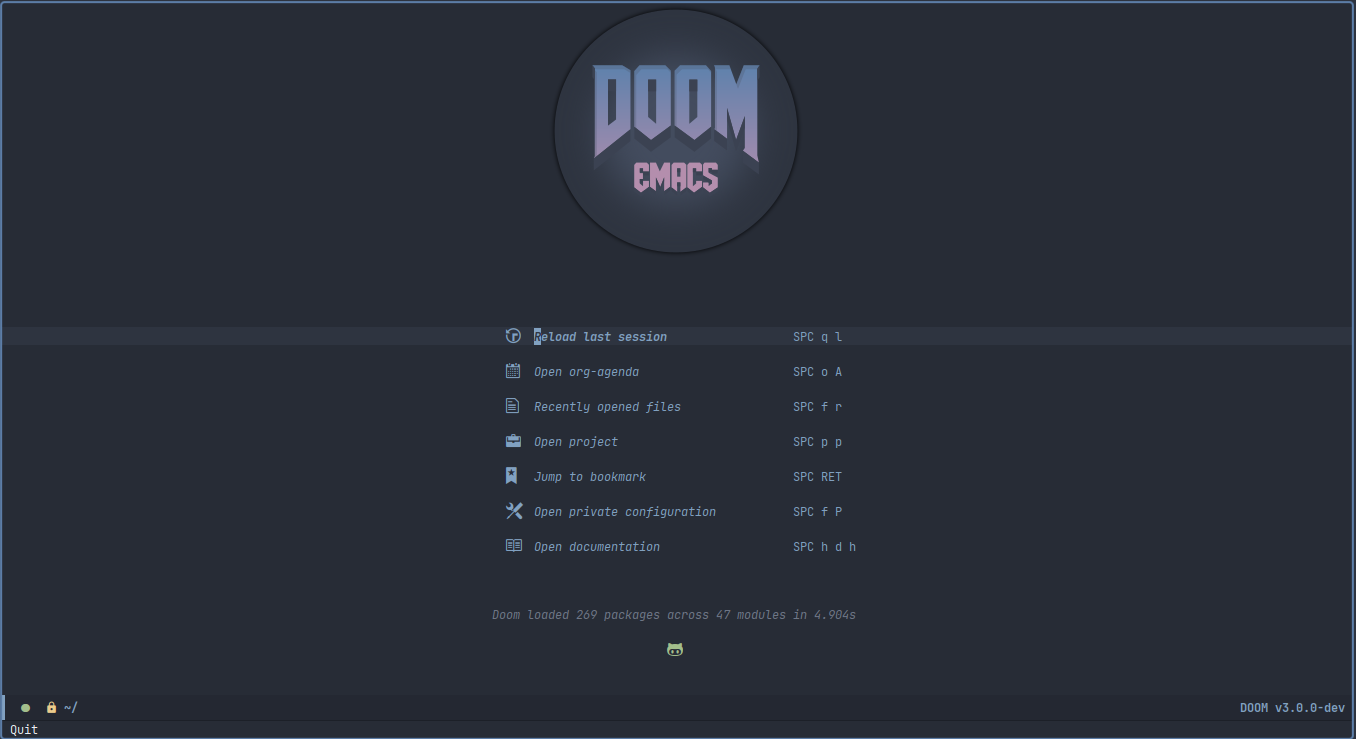 DOOM
EMACS
Reload last session SPC q l
Open org-agenda SPC o A
Recently opened files SPC f r
Open project SPC p p
Jump to bookmark SPC RET
Open private configuration SPC f P
Open documentation SPC h d h
Doom loaded 269 packages across 47 modules in 4.904s
~/ DOOM v3.0.0-dev
Quit